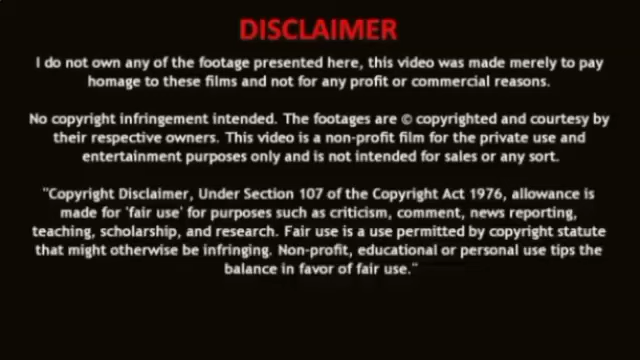 DISCLAIMER
I do not own any of the footage presented here, this video was made merely to pay
homage to these films and not for any profit or commercial reasons.
No copyright infringement intended. The footages are © copyrighted and courtesy by
their respective owners. This video is a non-profit film for the private use and
entertainment purposes only and is not intended for sales or any sort.
"Copyright Disclaimer, Under Section 107 of the Copyright Act 1976, allowance is
made for 'fair use' for purposes such as criticism, comment, news reporting,
teaching, scholarship, and research. Fair use is a use permitted by copyright statute
that might otherwise be infringing. Non-profit, educational or personal use tips the
balance in favor of fair use."